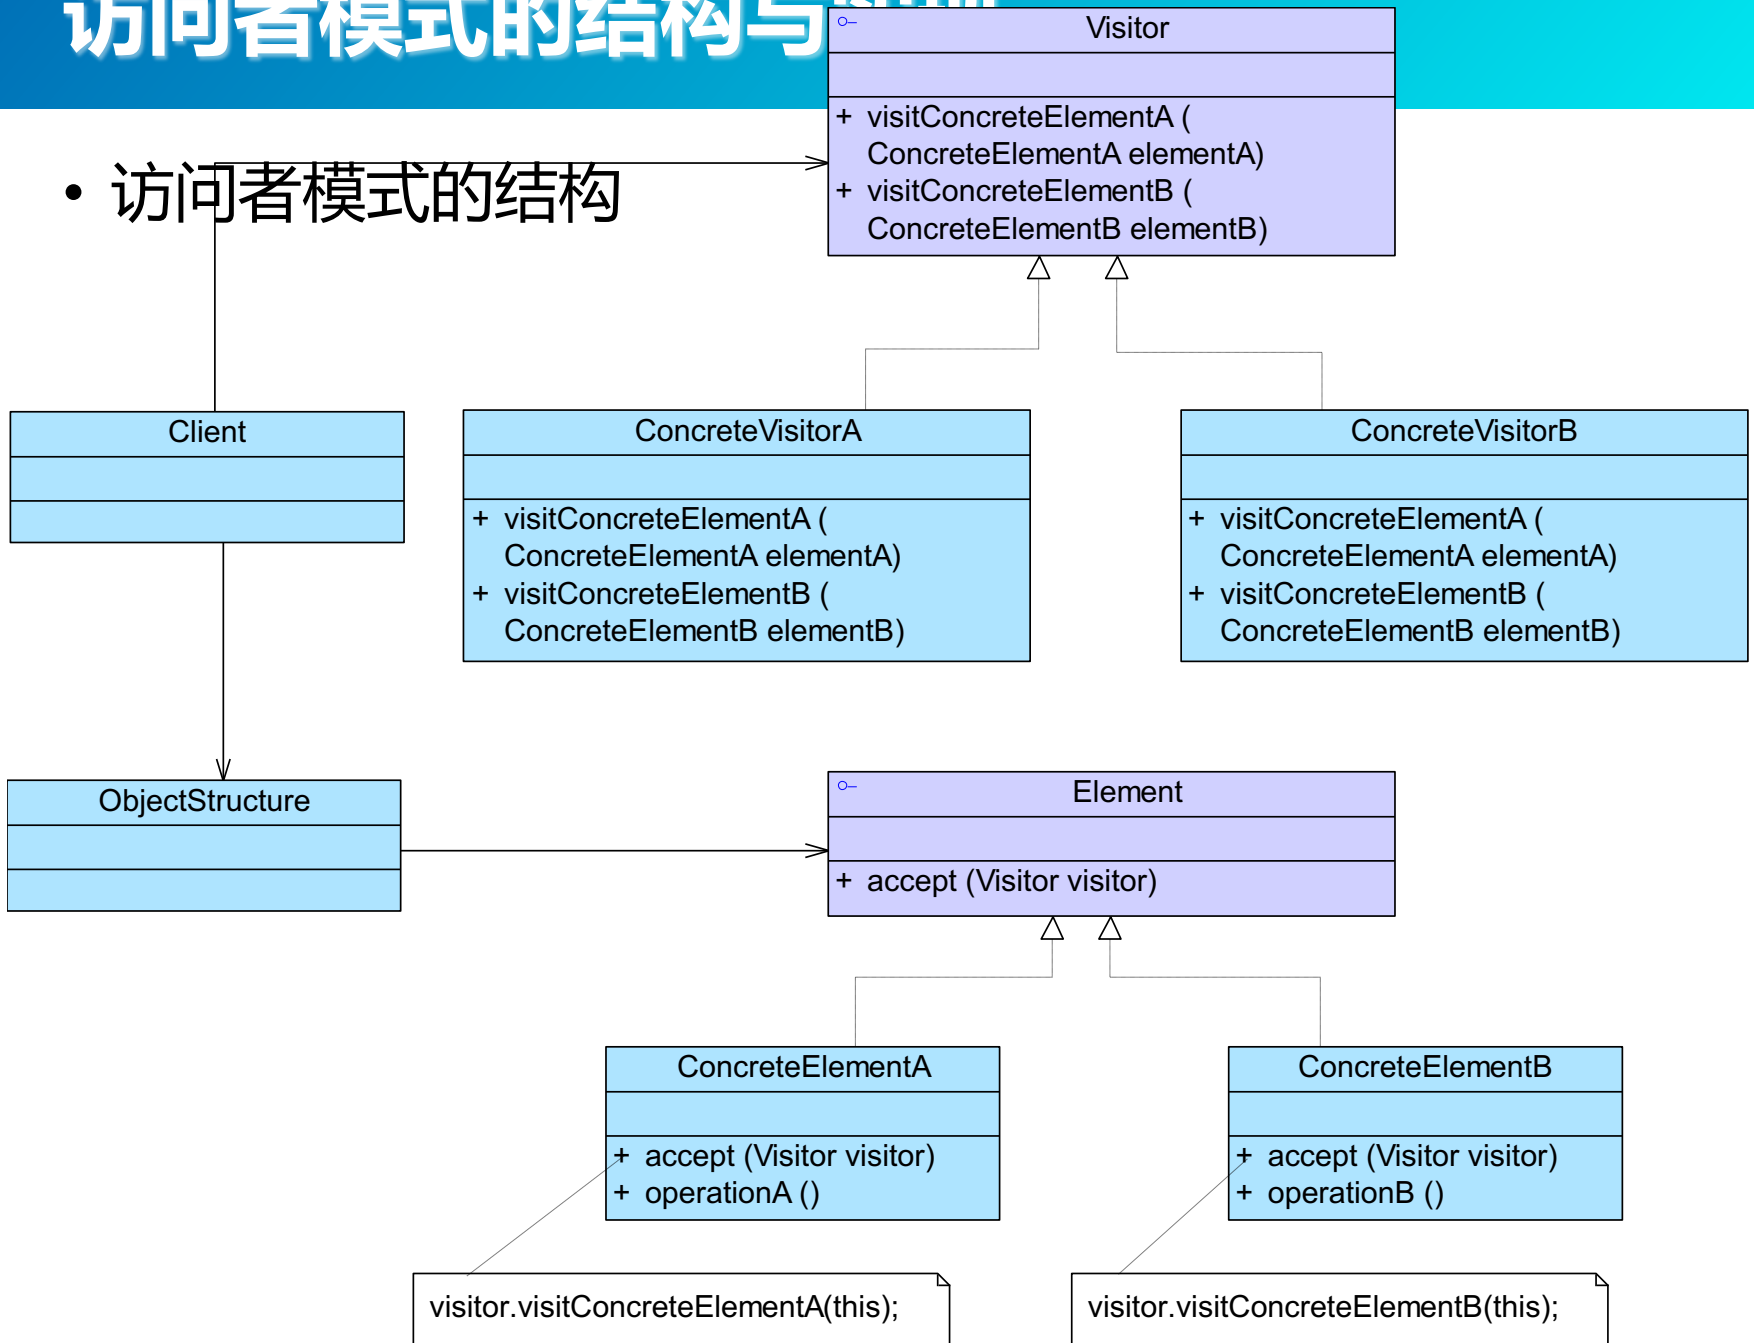 访问者模式的结构与
• 访问者模式的结构
Visitor
+ visitConcreteElementA (
ConcreteElementA elementA)
+ visitConcreteElementB (
ConcreteElementB elementB)
Client
ConcreteVisitorA
+ visitConcreteElementA (
ConcreteElementA elementA)
+ visitConcreteElementB (
ConcreteElementB elementB)
ConcreteVisitorB
+ visitConcreteElementA (
ConcreteElementA elementA)
+ visitConcreteElementB (
ConcreteElementB elementB)
ObjectStructure
Element
+ accept (Visitor visitor)
ConcreteElementA
+ accept (Visitor visitor)
+ operationA ()
ConcreteElementB
+ accept (Visitor visitor)
+ operationB ()
visitor.visitConcreteElementA(this);
visitor.visitConcreteElementB(this);